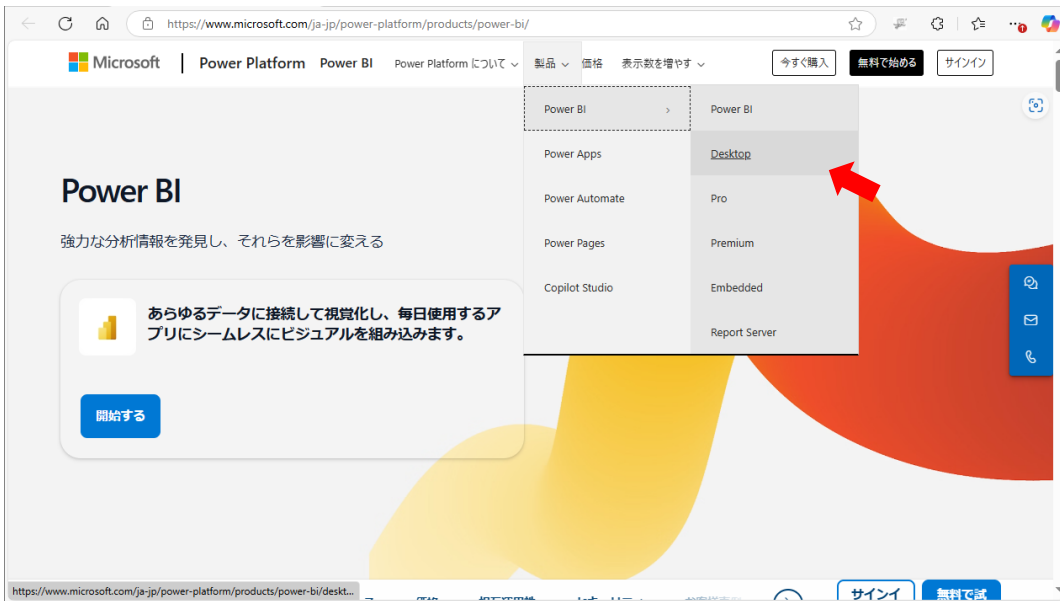 https://www.microsoft.com/ja-jp/power-platform/products/power-bi/
Microsoft Power Platform Power BI Power Platform について 製品 価格 表示数を増やす 今すぐ購入 無料で始める サインイン
Power BI Power BI
Power Apps Desktop
Power Automate Pro
Power Pages Premium
Copilot Studio Embedded
Report Server
Power BI
強力な分析情報を発見し、それらを影響に変える
あらゆるデータに接続して視覚化し、毎日使用するア
プリにシームレスにビジュアルを組み込みます。
開始する
https://www.microsoft.com/ja-jp/power-platform/products/power-bi/deskt...
価格 相互運用性 サインイ 無料で試